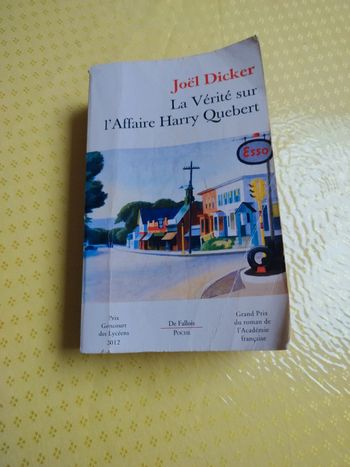 Joël Dicker
La Vérité sur
l'Affaire Harry Quebert
Esso
Prix
Goncourt
des Lycéens
2012
De Fallois
POCHE
Grand Prix
du roman de
l'Académie
française